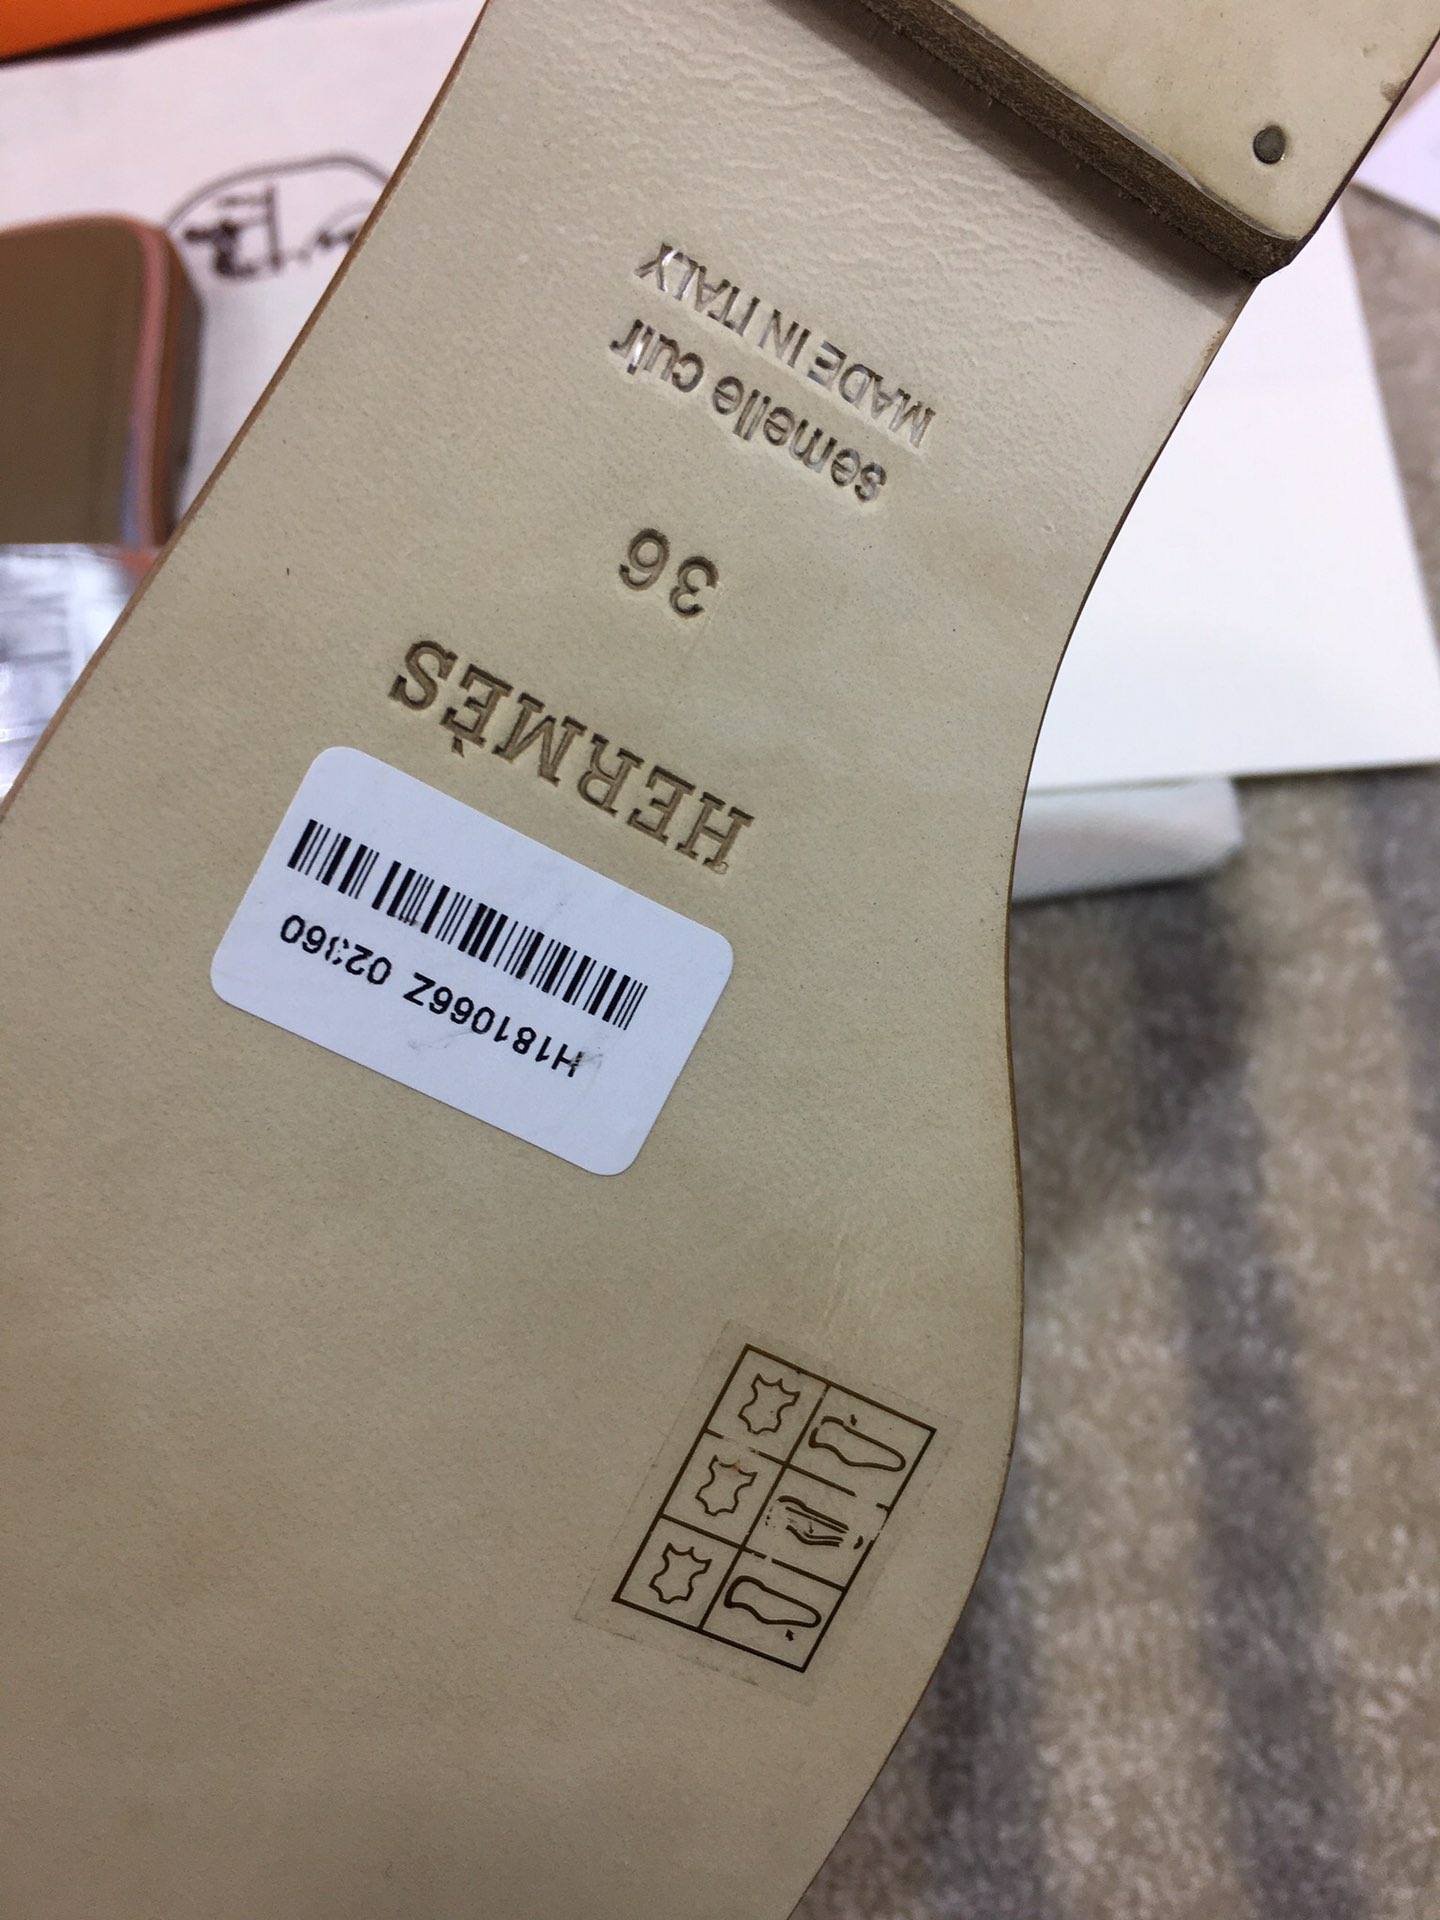 HERMÈS
36
semelle cuir
MADE IN ITALY
H181066Z 02360